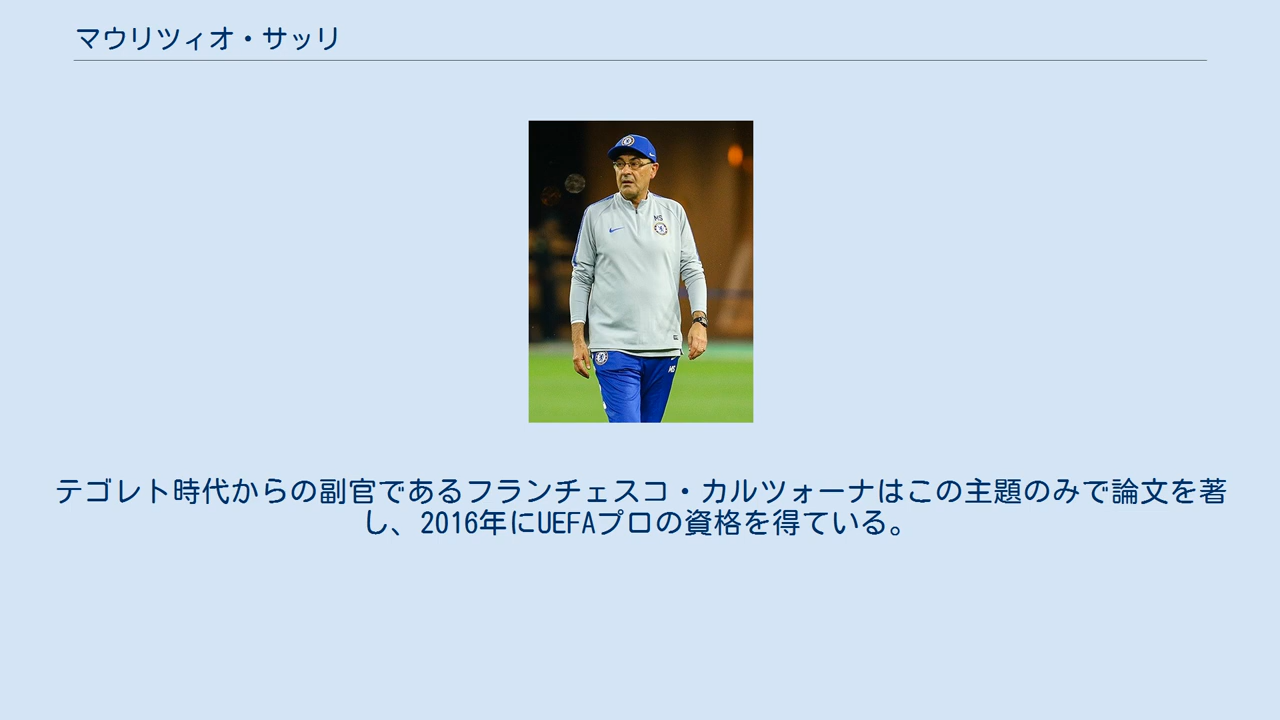 マウリツィオ・サッリ
MS
MS
テゴレト時代からの副官であるフランチェスコ・カルツォーナはこの主題のみで論文を著
し、2016年にUEFAプロの資格を得ている。